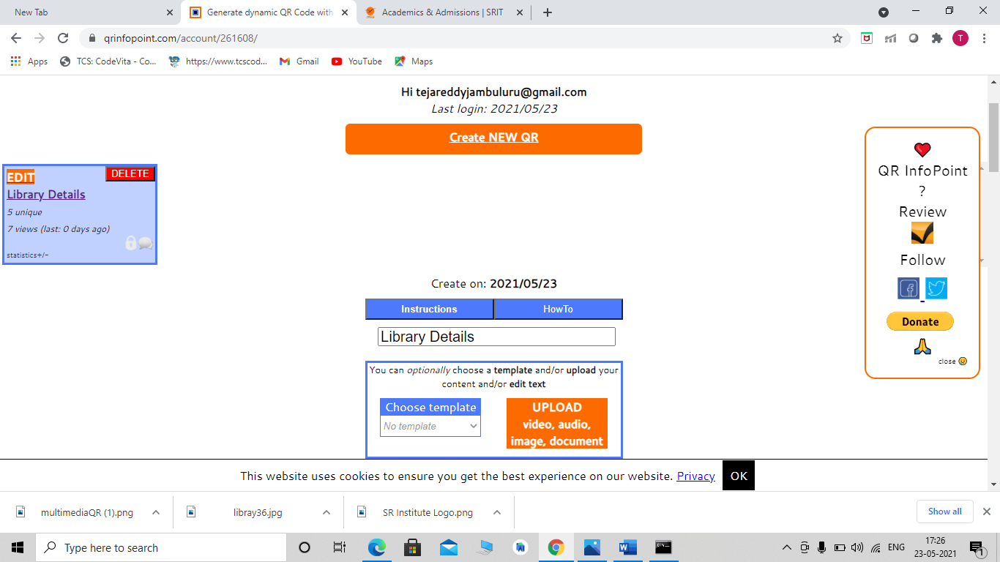 New Tab
Generate dynamic QR Code with
Academics & Admissions | SRIT
qrinfopoint.com/account/261608/
T
Apps
TCS: CodeVita - Co...
https://www.tcscod...
Gmail
YouTube
Maps
Hi tejareddyjambuluru@gmail.com
Last login: 2021/05/23
Create NEW QR
EDIT
DELETE
Library Details
5 unique
7 views (last: 0 days ago)
statistics+/-
QR InfoPoint
?
Review
Follow
Donate
close
Create on: 2021/05/23
Instructions
HowTo
Library Details
You can optionally choose a template and/or upload your
content and/or edit text
Choose template
No template
UPLOAD
video, audio,
image, document
This website uses cookies to ensure you get the best experience on our website. Privacy
OK
multimediaQR (1).png
libray36.jpg
SR Institute Logo.png
Show all
Type here to search
ENG
17:26
23-05-2021
1